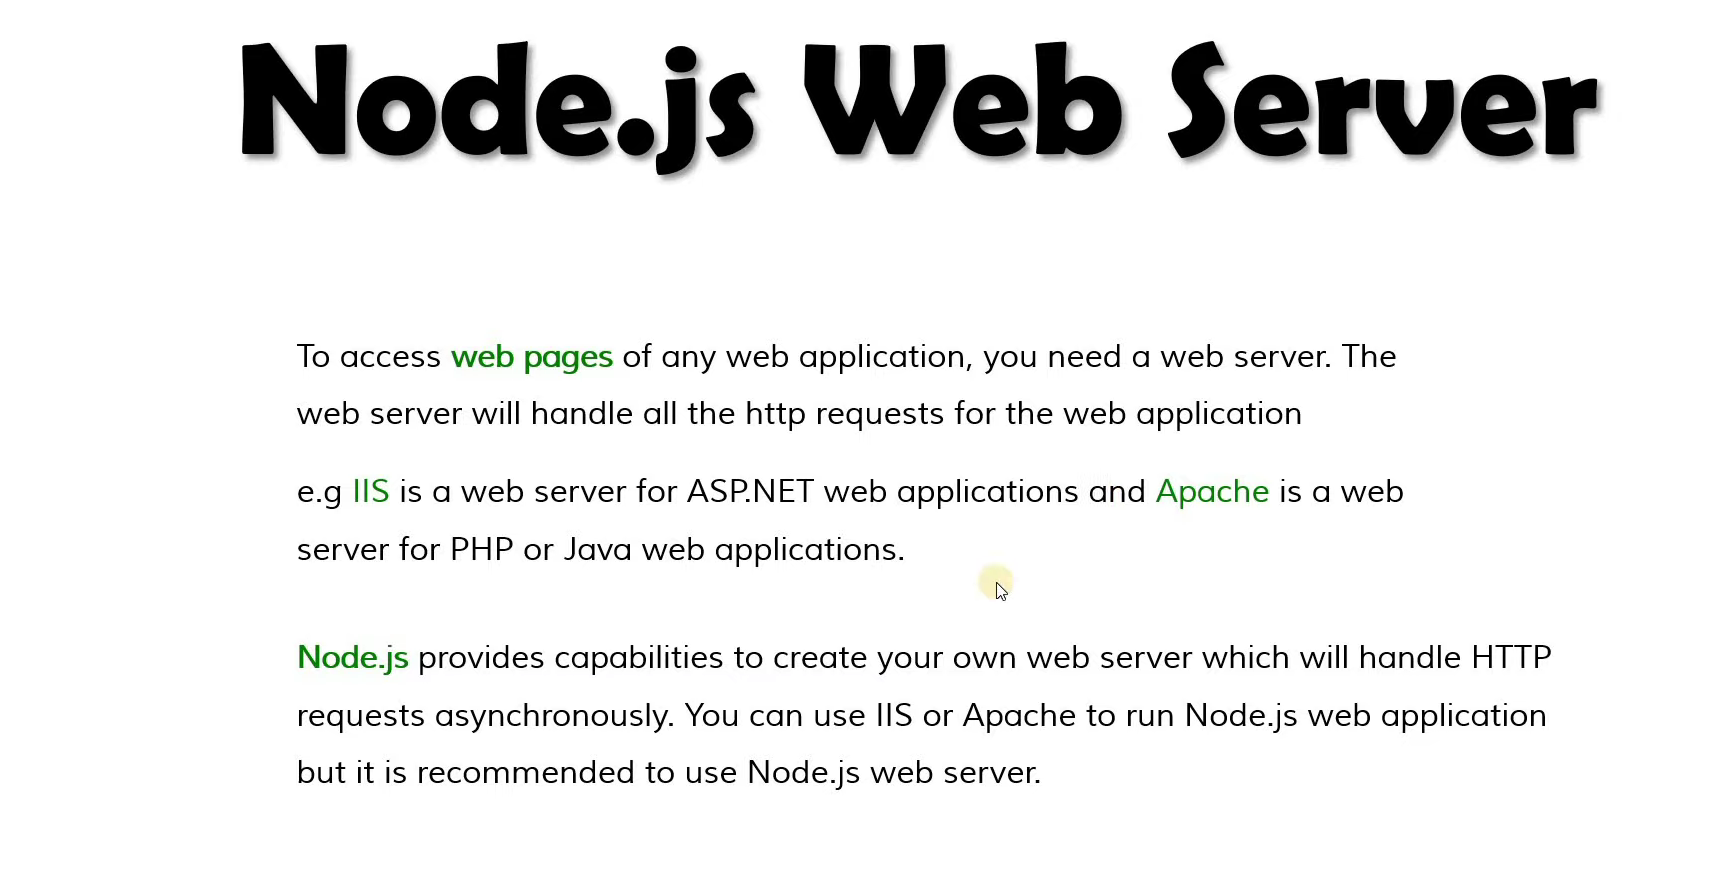 Node.js Web Server
To access web pages of any web application, you need a web server. The
web server will handle all the http requests for the web application
e.g IIS is a web server for ASP.NET web applications and Apache is a web
server for PHP or Java web applications.
Node.js provides capabilities to create your own web server which will handle HTTP
requests asynchronously. You can use IIS or Apache to run Node.js web application
but it is recommended to use Node.js web server.